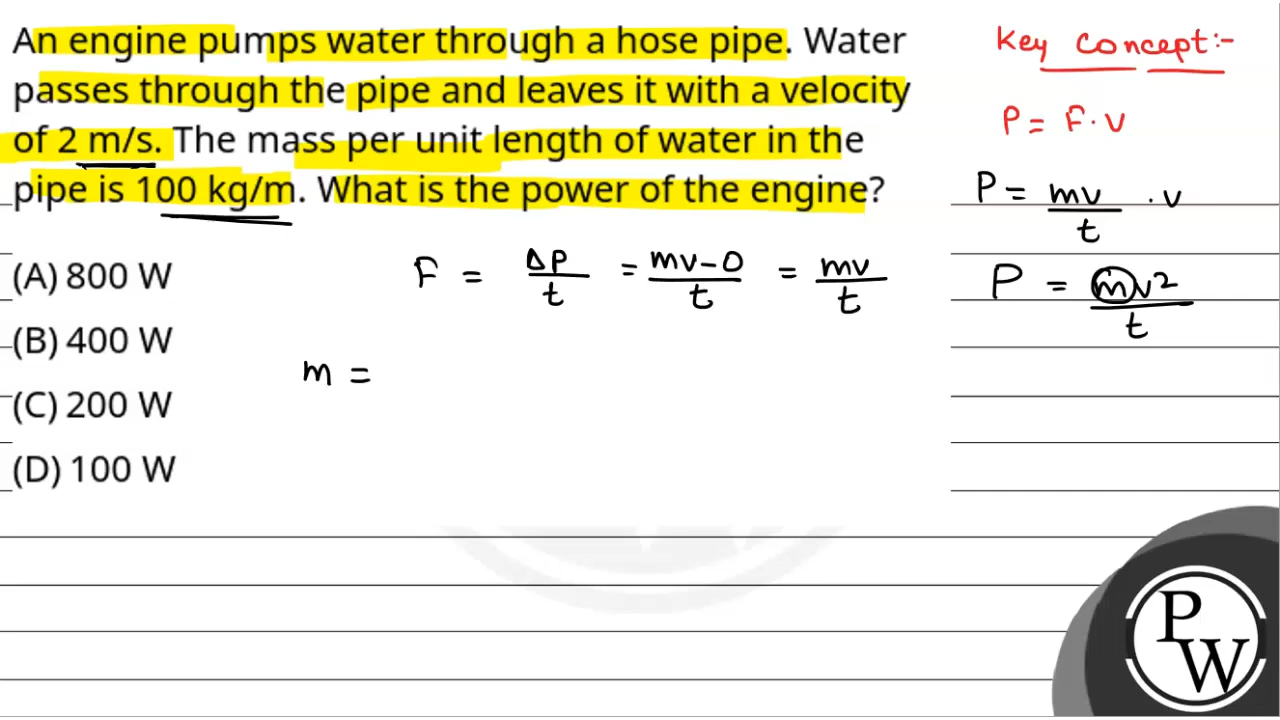 An engine pumps water through a hose pipe. Water
passes through the pipe and leaves it with a velocity
of 2 m/s. The mass per unit length of water in the
pipe is 100 kg/m. What is the power of the engine?
(A) 800 W
(B) 400 W
(C) 200 W
(D) 100 W
F = ΔP/t = mv-0/t = mv/t
m =
Key Concept:-
P = F·v
P = mv/t · v
P = mv²/t
PW